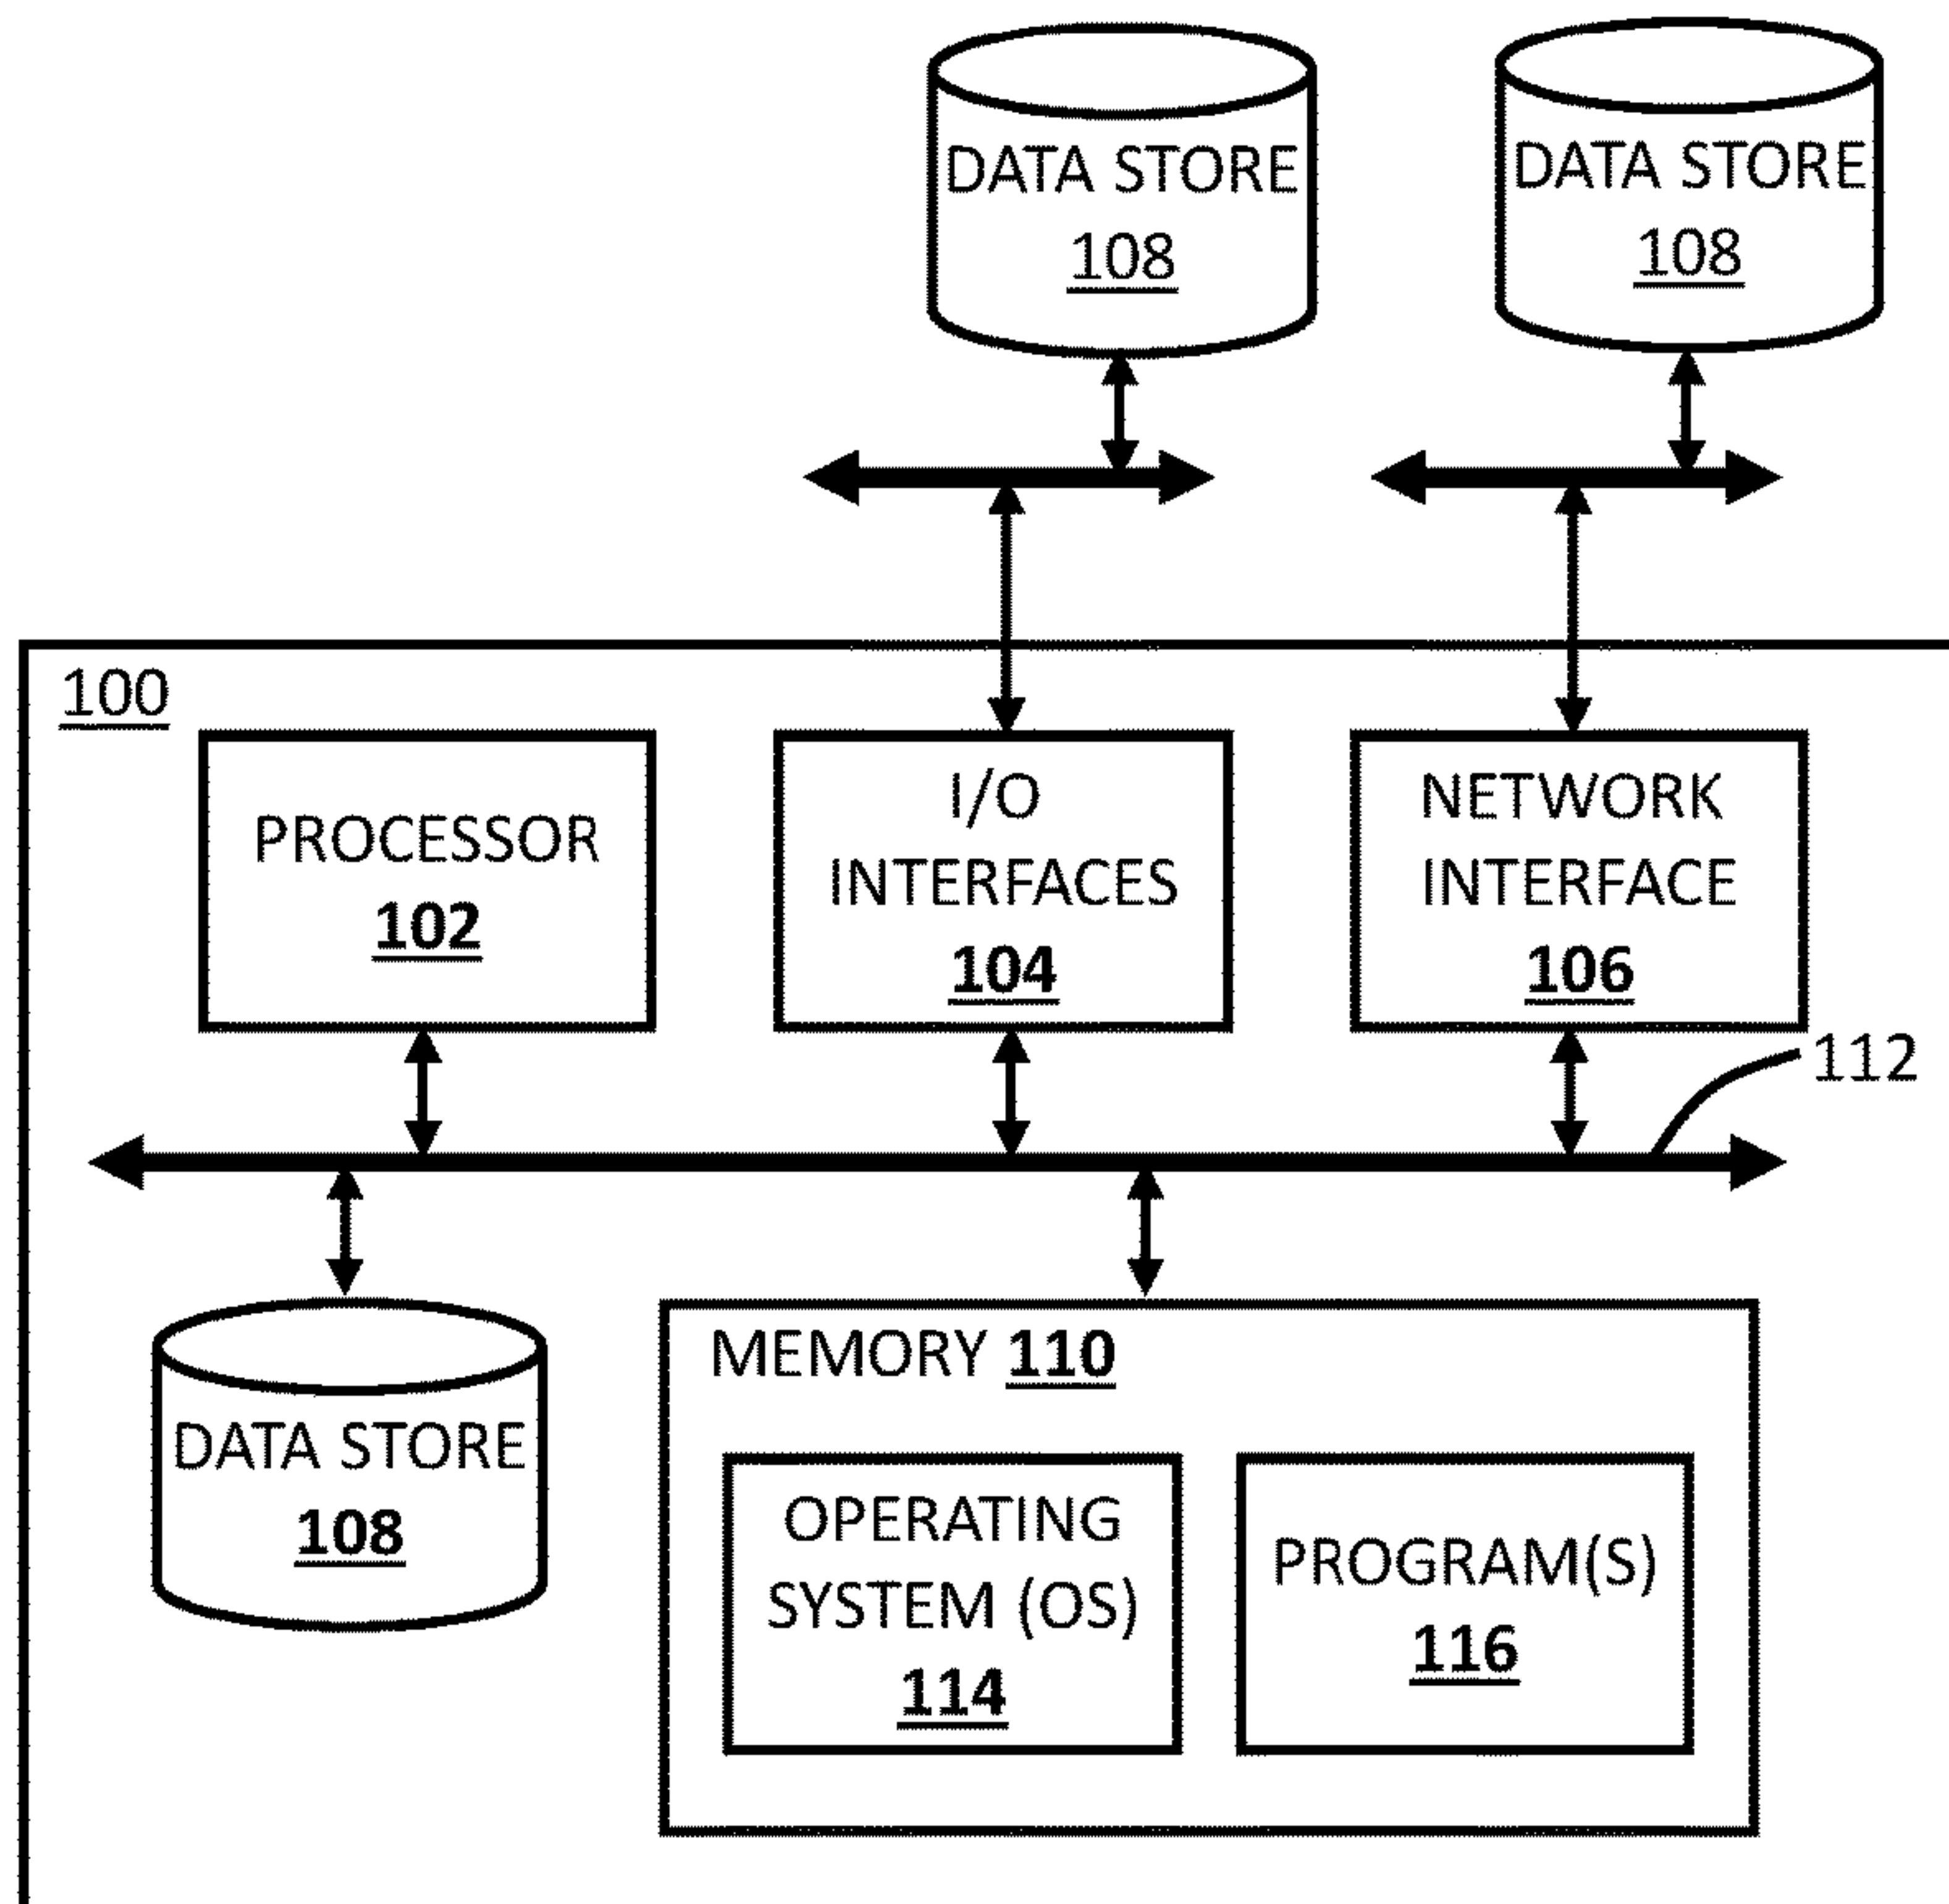 DATA STORE
108
DATA STORE
108
100
PROCESSOR
102
I/O
INTERFACES
104
NETWORK
INTERFACE
106
112
DATA STORE
108
MEMORY 110
OPERATING
SYSTEM (OS)
114
PROGRAM(S)
116